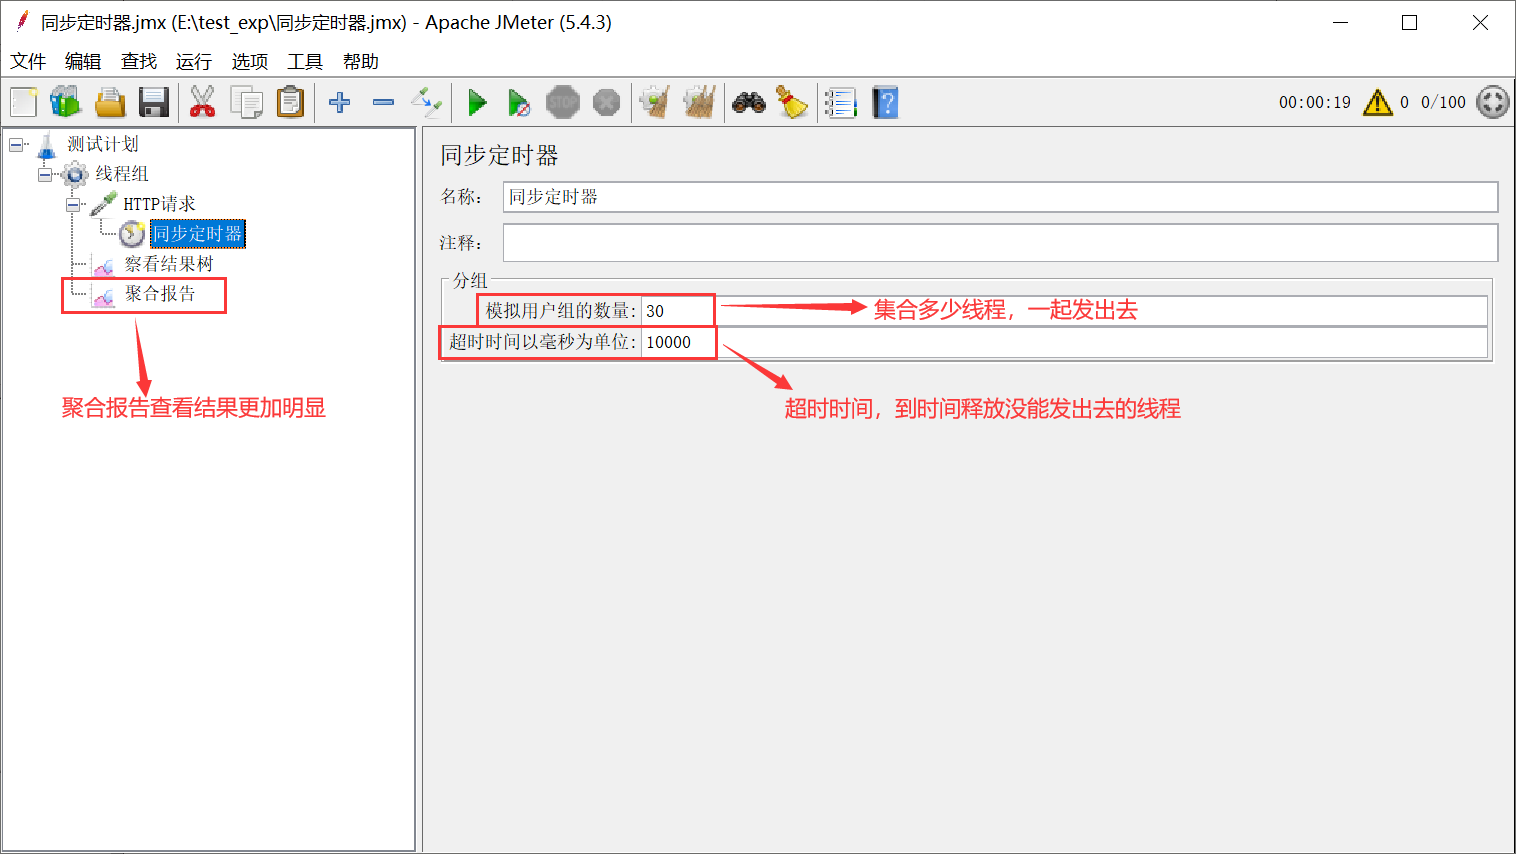 同步定时器.jmx (E:\test_exp\同步定时器.jmx) - Apache JMeter (5.4.3)
文件 编辑 查找 运行 选项 工具 帮助
STOP
?
00:00:19 0 0/100
测试计划
线程组
HTTP请求
同步定时器
察看结果树
聚合报告
聚合报告查看结果更加明显
同步定时器
名称: 同步定时器
注释:
分组
模拟用户组的数量: 30
集合多少线程，一起发出去
超时时间以毫秒为单位: 10000
超时时间，到时间释放没能发出去的线程